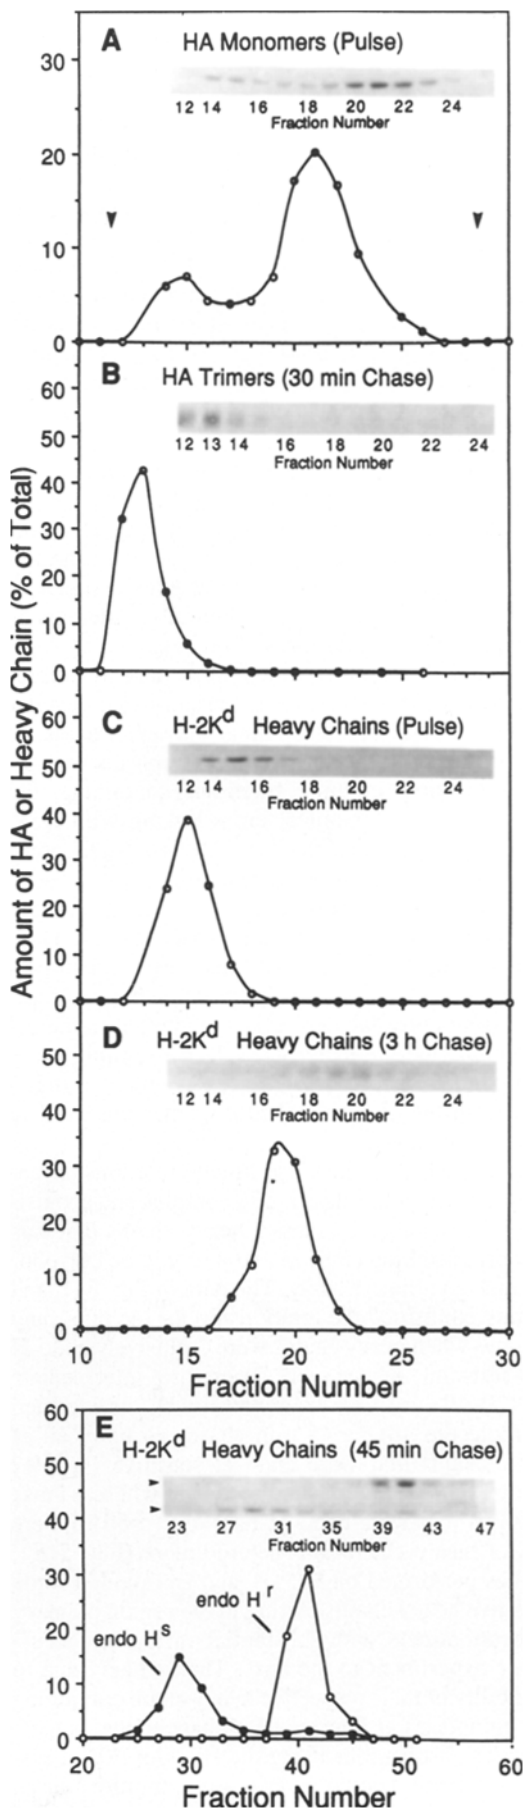 A
HA Monomers (Pulse)
30
12 14 16 18 20 22 24
Fraction Number
20
10
0
B
HA Trimers (30 min Chase)
60
12 13 14 16 18 20 22 24
50
Fraction Number
40
30
20
10
0
Amount of HA or Heavy Chain (% of Total)
C
H-2Kd Heavy Chains (Pulse)
60
50
12 14 16 18 20 22 24
Fraction Number
40
30
20
10
0
D
H-2Kd Heavy Chains (3 h Chase)
50
12 14 16 18 20 22 24
Fraction Number
40
30
20
10
0
10 15 20 25 30
Fraction Number
60
E
H-2Kd Heavy Chains (45 min Chase)
50
23 27 31 35 39 43 47
40
Fraction Number
30
endo Hr
20
endo Hs
10
0
20 30 40 50 60
Fraction Number